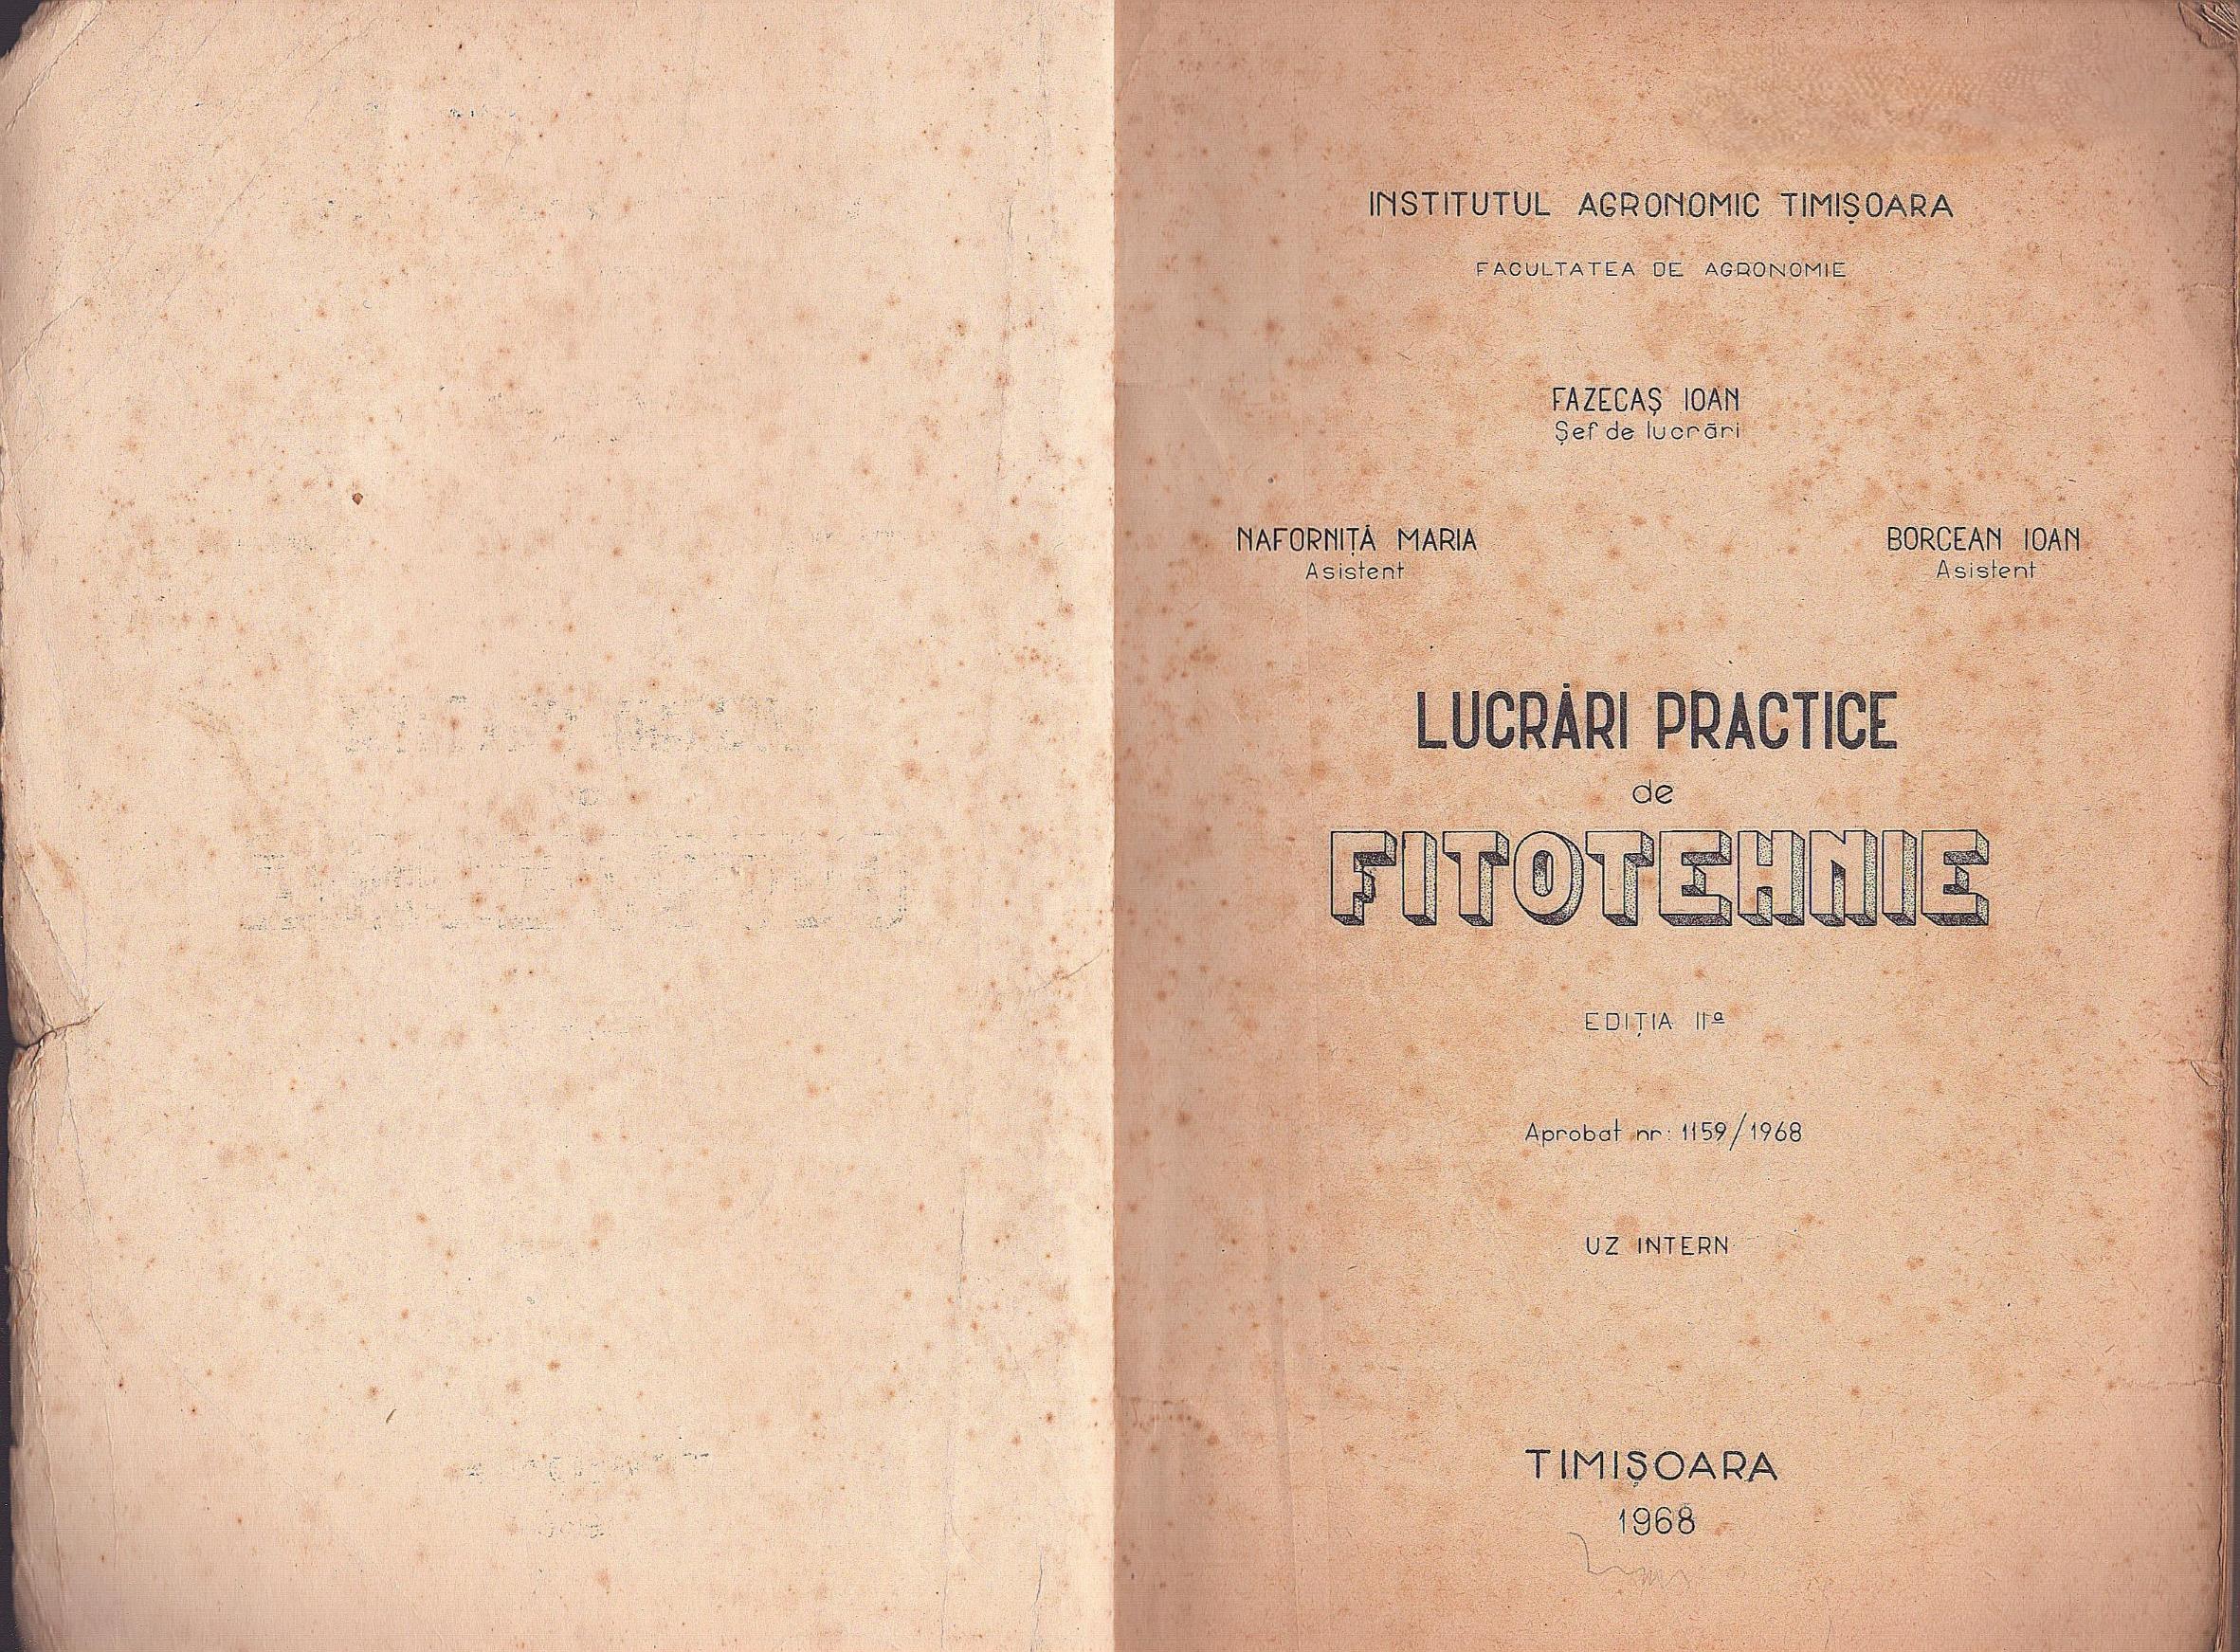 INSTITUTUL AGRONOMIC TIMIȘOARA
FACULTATEA DE AGRONOMIE
FAZECAȘ IOAN
Șef de lucrări
NAFORNIȚĂ MARIA
Asistent
BORCEAN IOAN
Asistent
LUCRĂRI PRACTICE
de
FITOTEHNIE
EDIȚIA IIª
Aprobat nr: 1159/1968
UZ INTERN
TIMIȘOARA
1968